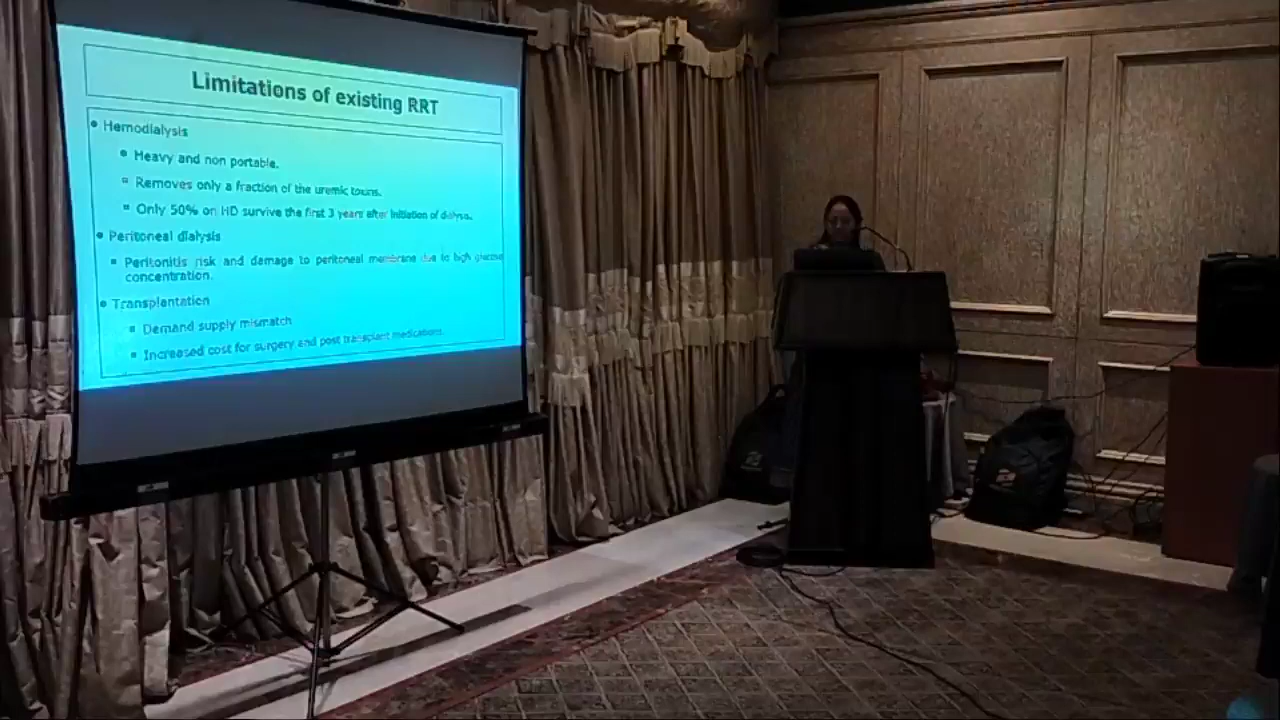 Limitations of existing RRT
• Hemodialysis
Heavy and non portable.
Removes only a fraction of the uremic toxins.
Only 50% on HD survive the first 3 years after initiation of dialysis.
• Peritoneal dialysis
Peritonitis risk and damage to peritoneal membrane due to high glucose
concentration.
• Transplantation
Demand supply mismatch
Increased cost for surgery and post transplant medications.